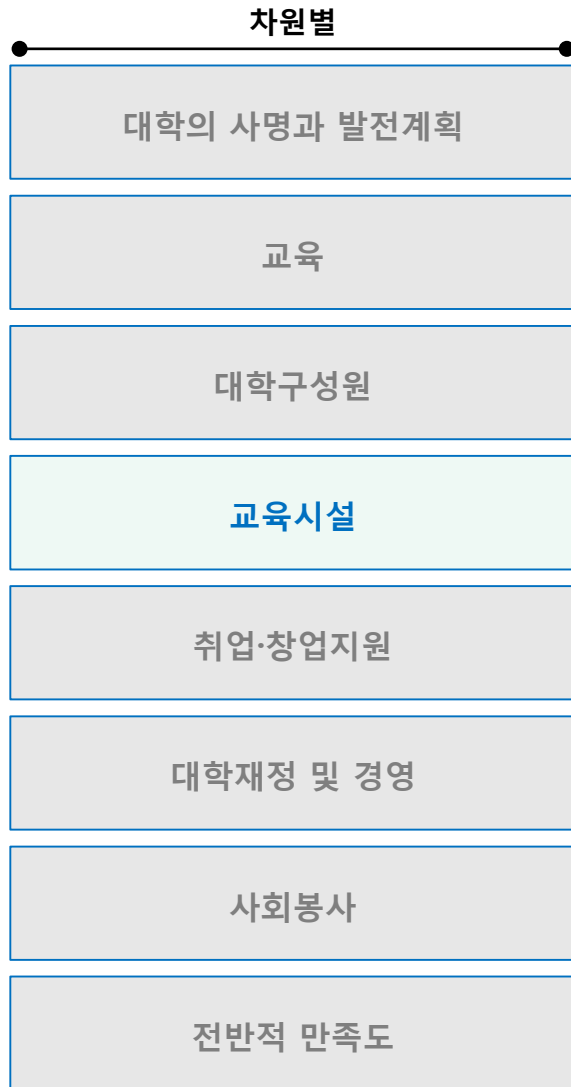 차원별
대학의 사명과 발전계획
교육
대학구성원
교육시설
취업·창업지원
대학재정 및 경영
사회봉사
전반적 만족도